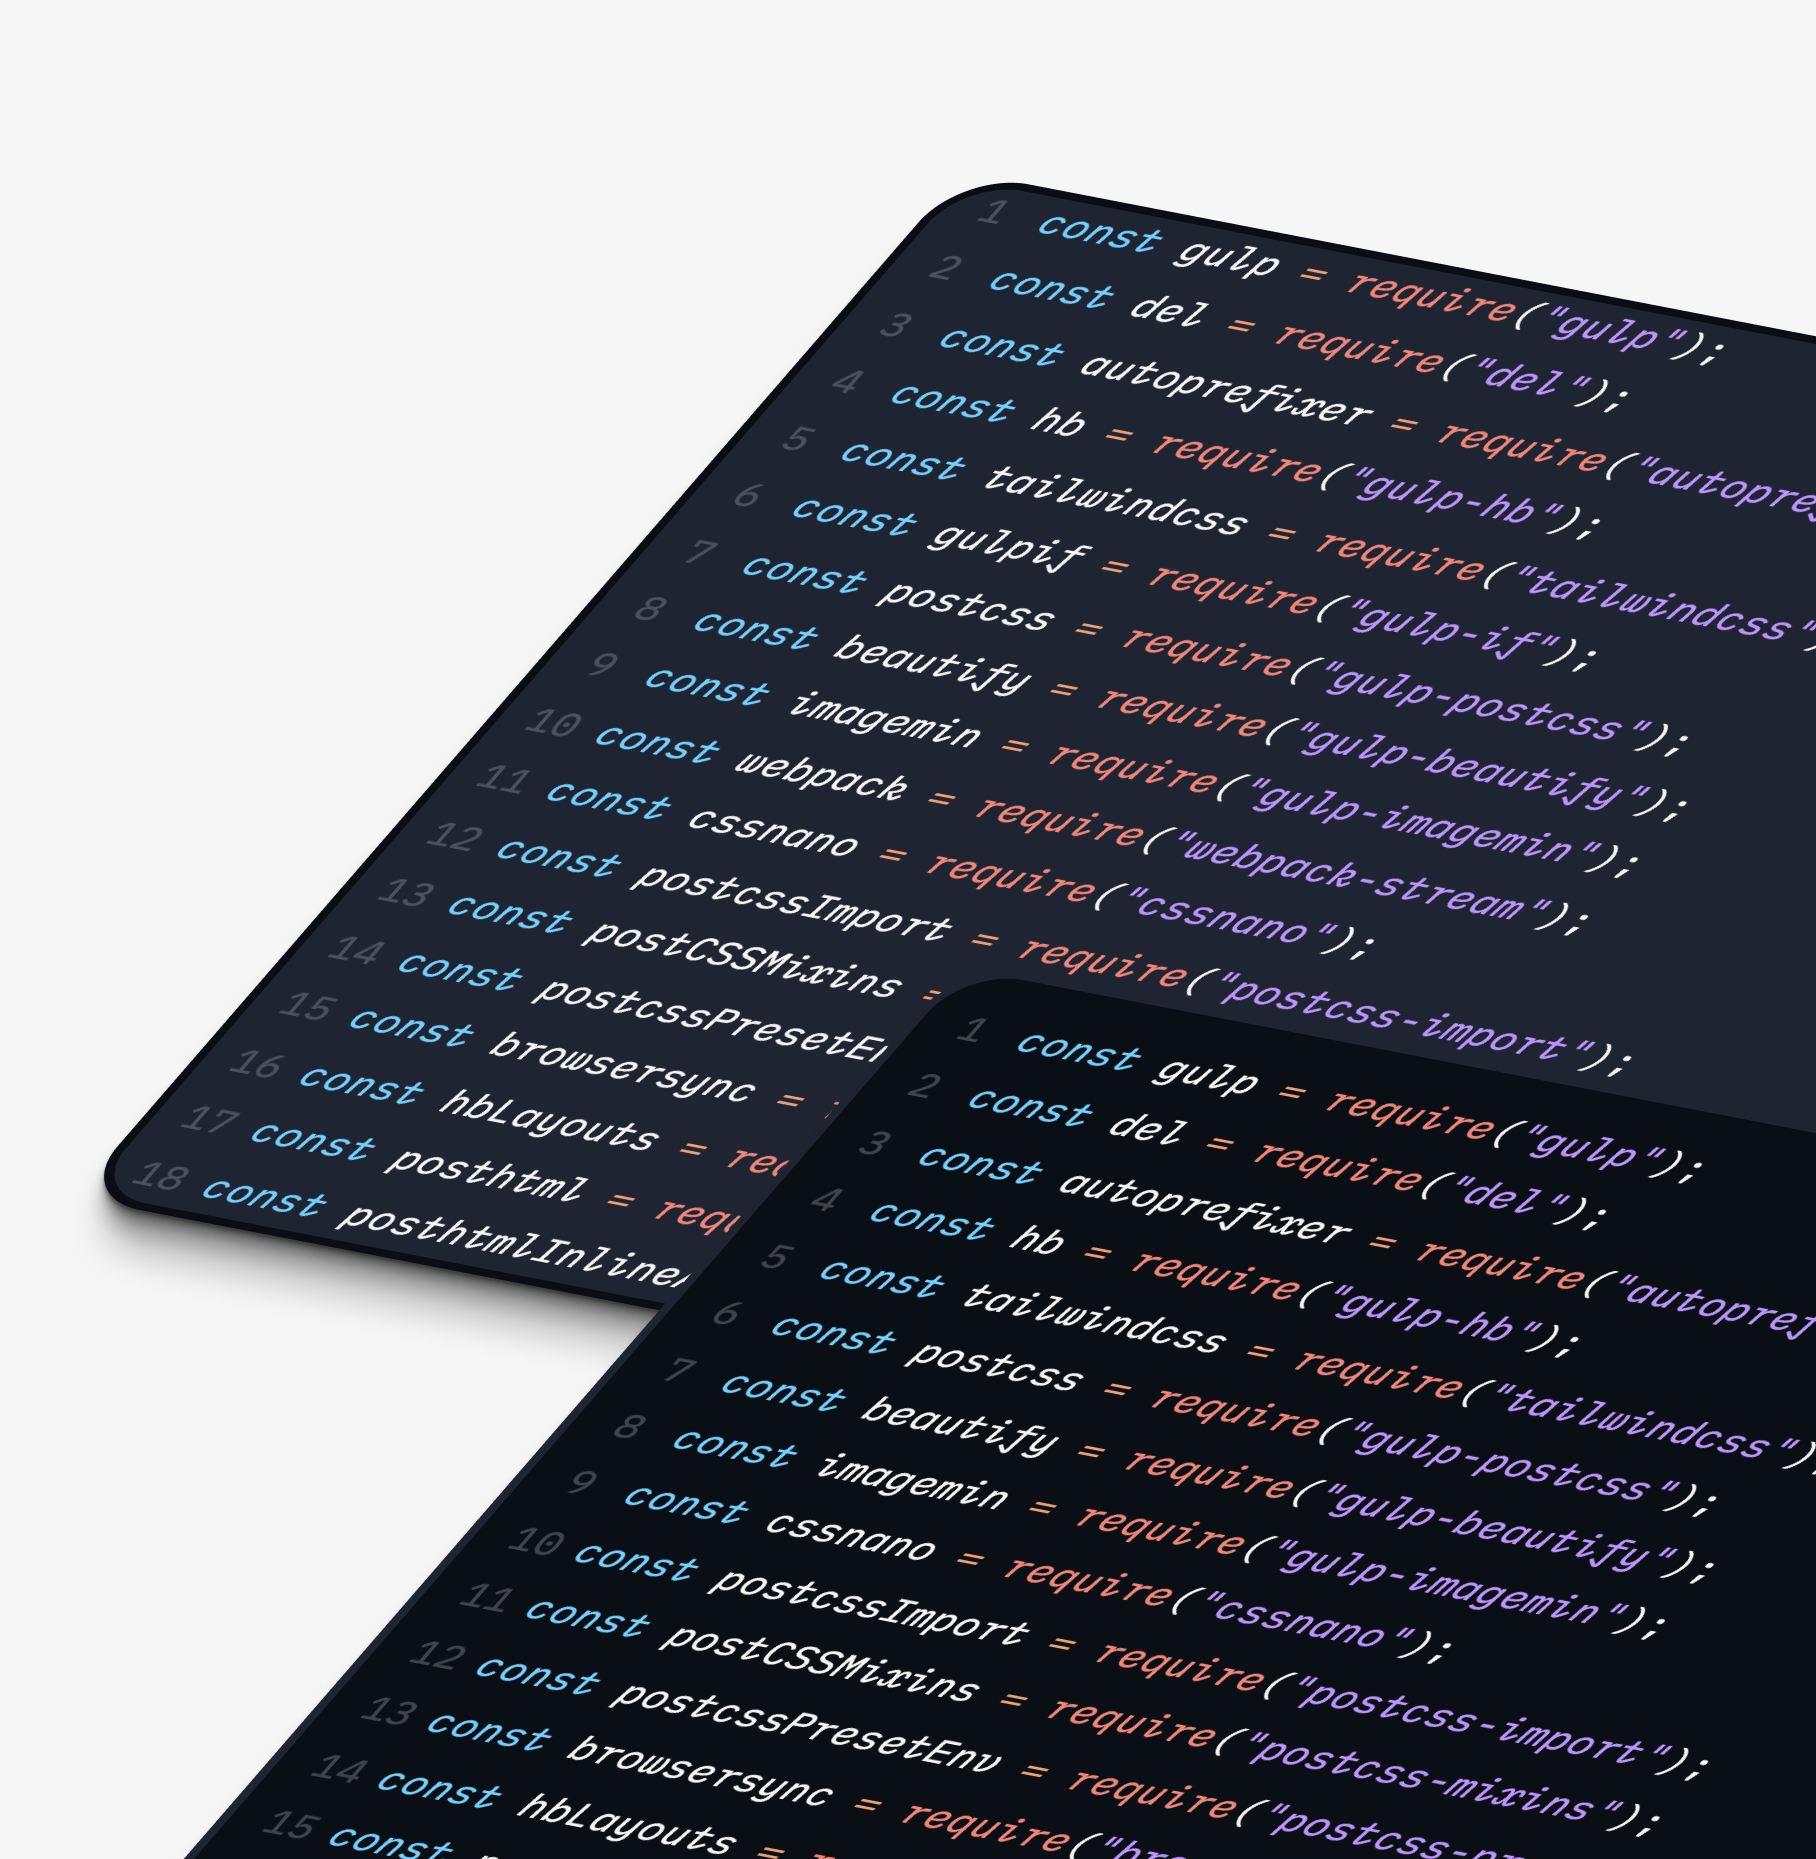 1 const gulp = require("gulp");
2 const del = require("del");
3 const autoprefixer = require("autopref
4 const hb = require("gulp-hb");
5 const tailwindcss = require("tailwindcss")
6 const gulpif = require("gulp-if");
7 const postcss = require("gulp-postcss");
8 const beautify = require("gulp-beautify");
9 const imagemin = require("gulp-imagemin");
10 const webpack = require("webpack-stream");
11 const cssnano = require("cssnano");
12 const postcssImport = require("postcss-import");
13 const postCSSMixins =
14 const postcssPresetEn
15 const browsersync =
16 const hbLayouts = req
17 const posthtml = requ
18 const posthtmlInline
1 const gulp = require("gulp");
2 const del = require("del");
3 const autoprefixer = require("autopref
4 const hb = require("gulp-hb");
5 const tailwindcss = require("tailwindcss")
6 const postcss = require("gulp-postcss");
7 const beautify = require("gulp-beautify");
8 const imagemin = require("gulp-imagemin");
9 const cssnano = require("cssnano");
10 const postcssImport = require("postcss-import");
11 const postCSSMixins = require("postcss-mixins");
12 const postcssPresetEnv = require("postcss-pr
13 const browsersync = require("bro
14 const hbLayouts =
15 const